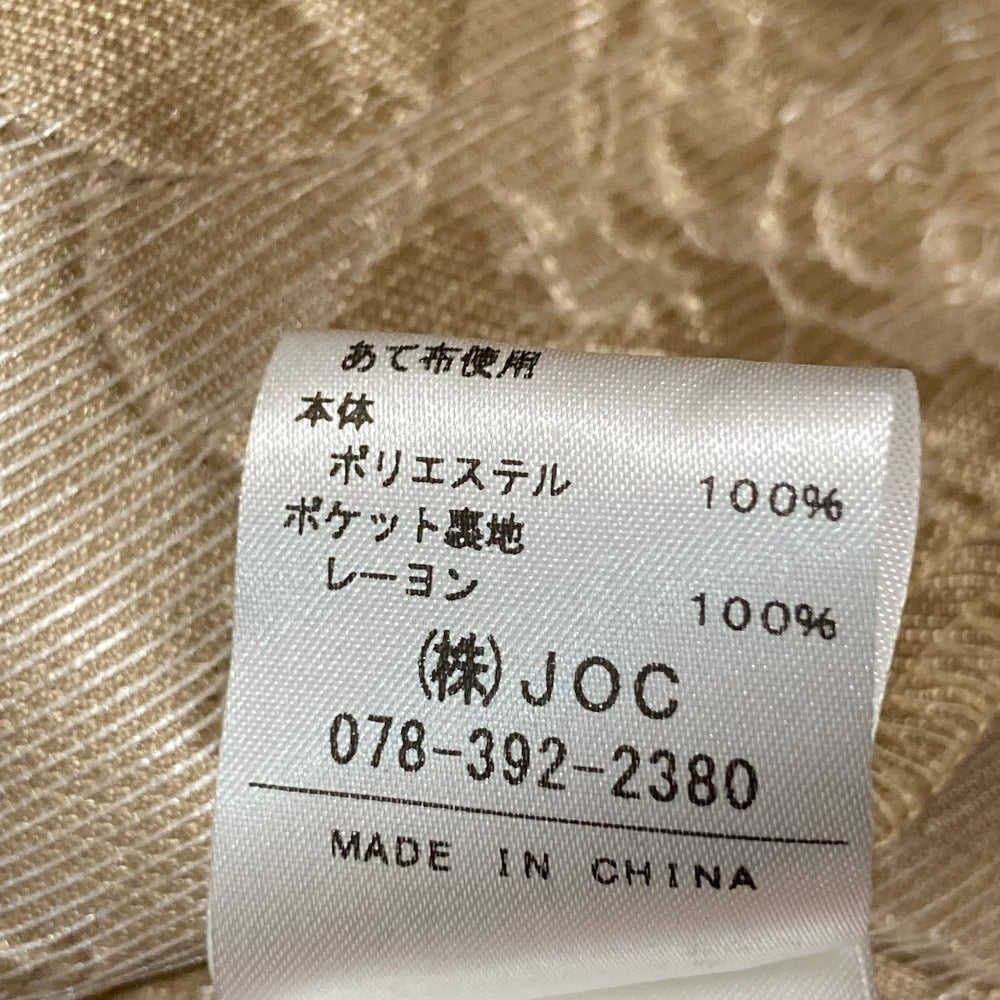 あて布使用
本体
ポリエステル 100%
ポケット裏地
レーヨン 100%
(株)JOC
078-392-2380
MADE IN CHINA